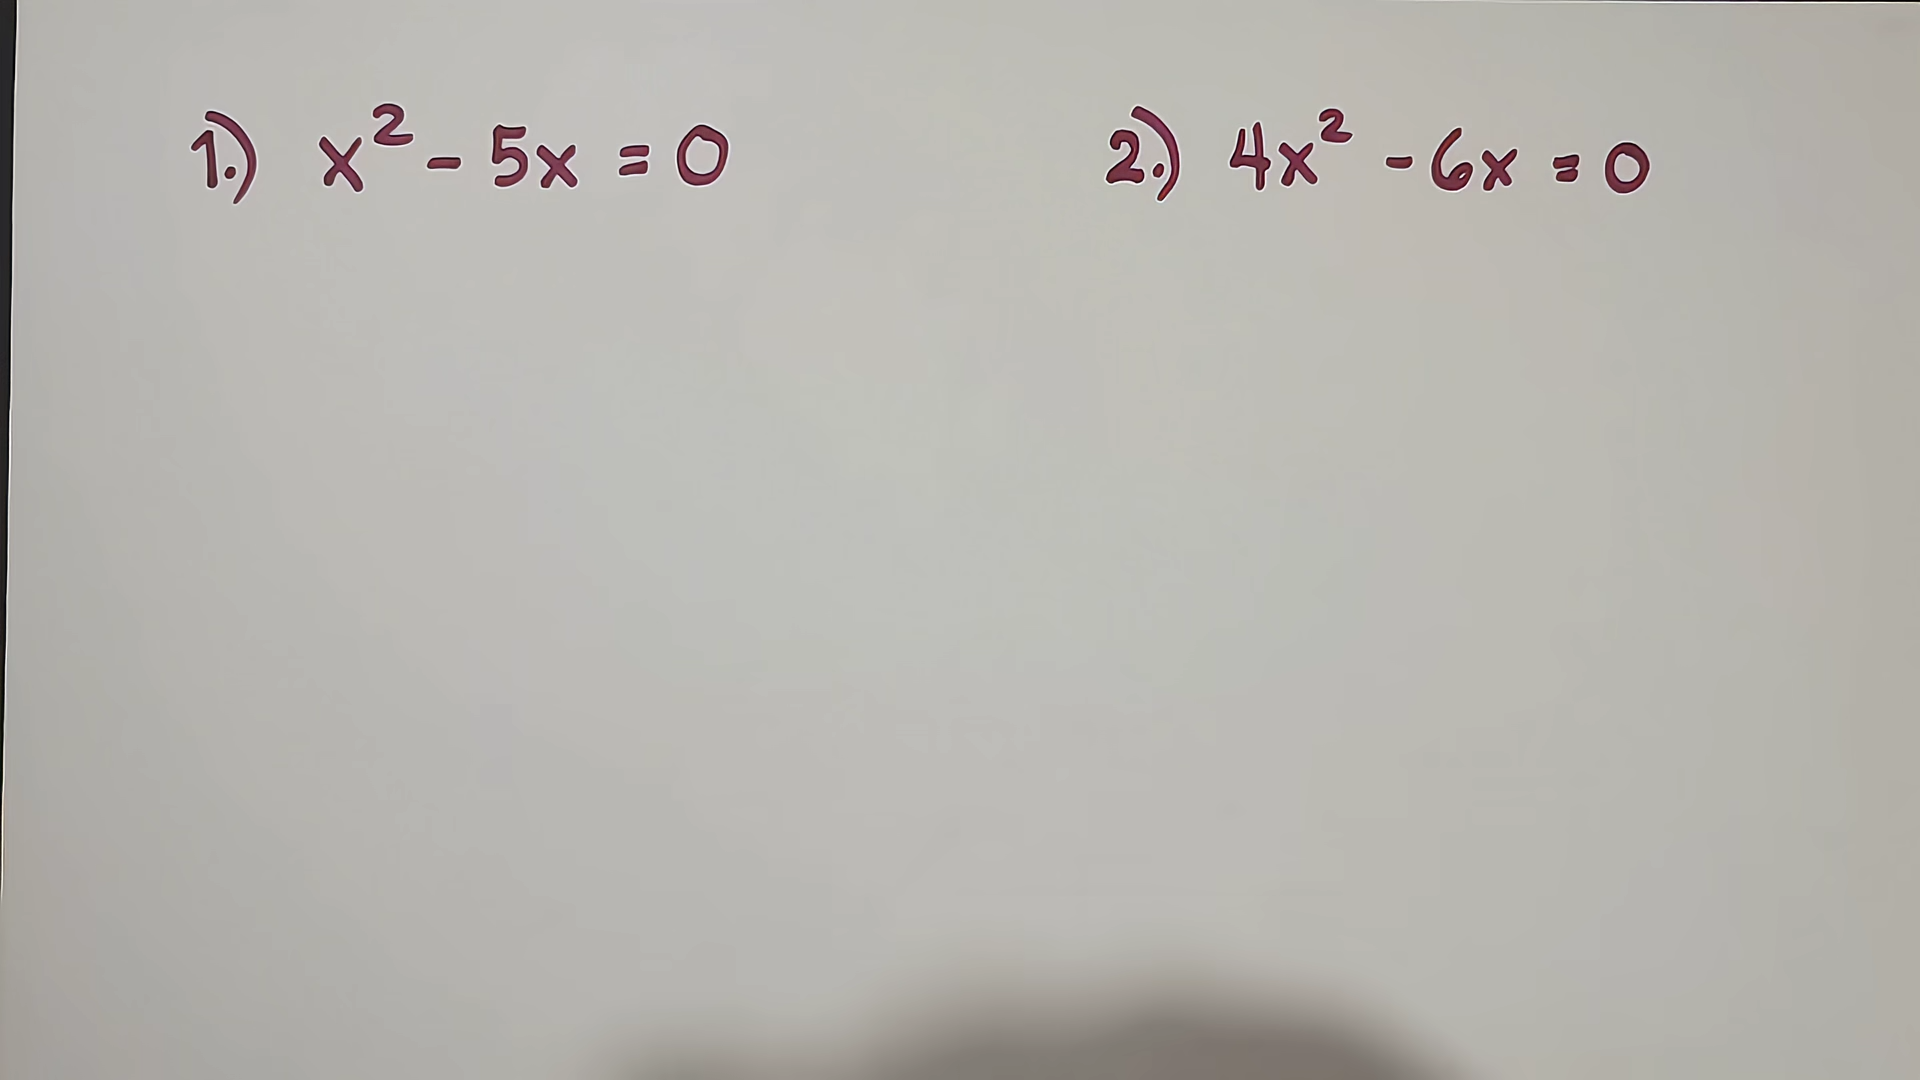 1.) x² - 5x = 0
2.) 4x² - 6x = 0